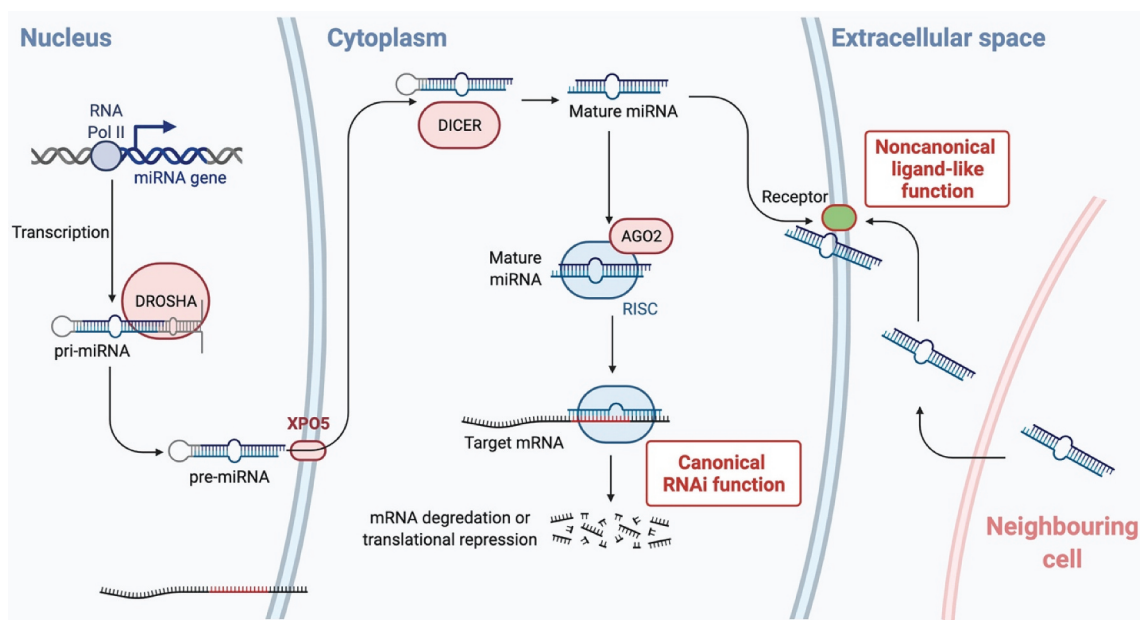 Nucleus
Cytoplasm
Extracellular space
RNA
Pol II
miRNA gene
Transcription
DROSHA
pri-miRNA
pre-miRNA
XPO5
DICER
Mature miRNA
AGO2
Mature
miRNA
RISC
Target mRNA
Canonical
RNAi function
mRNA degredation or
translational repression
Receptor
Noncanonical
ligand-like
function
Neighbouring
cell